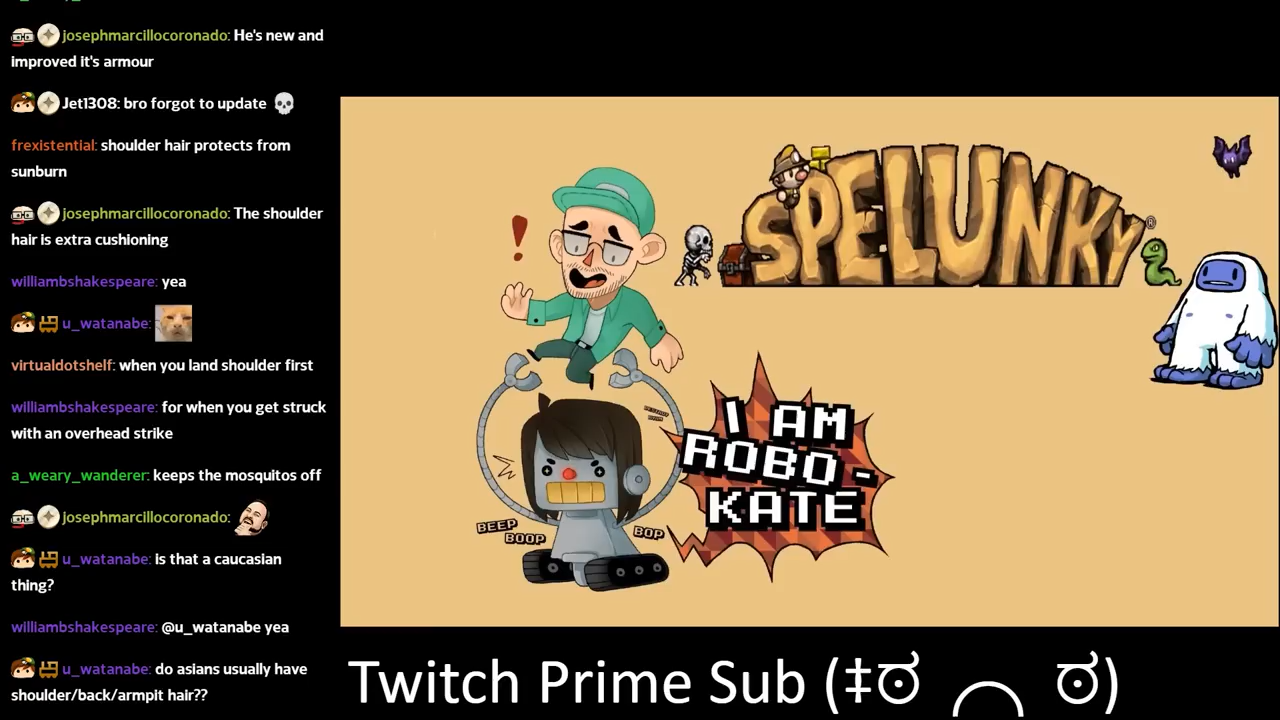 josephmarcillocoronado: He's new and
improved it's armour
Jet1308: bro forgot to update
frexistential: shoulder hair protects from
sunburn
josephmarcillocoronado: The shoulder
hair is extra cushioning
williambshakespeare: yea
u_watanabe:
virtualdotshelf: when you land shoulder first
williambshakespeare: for when you get struck
with an overhead strike
a_weary_wanderer: keeps the mosquitos off
josephmarcillocoronado:
u_watanabe: is that a caucasian
thing?
williambshakespeare: @u_watanabe yea
u_watanabe: do asians usually have
shoulder/back/armpit hair??
!
SPELUNKY®
I AM
ROBO-
KATE
BEEP
BOOP
BOP
Twitch Prime Sub (‡ಠ ︵ ಠ)